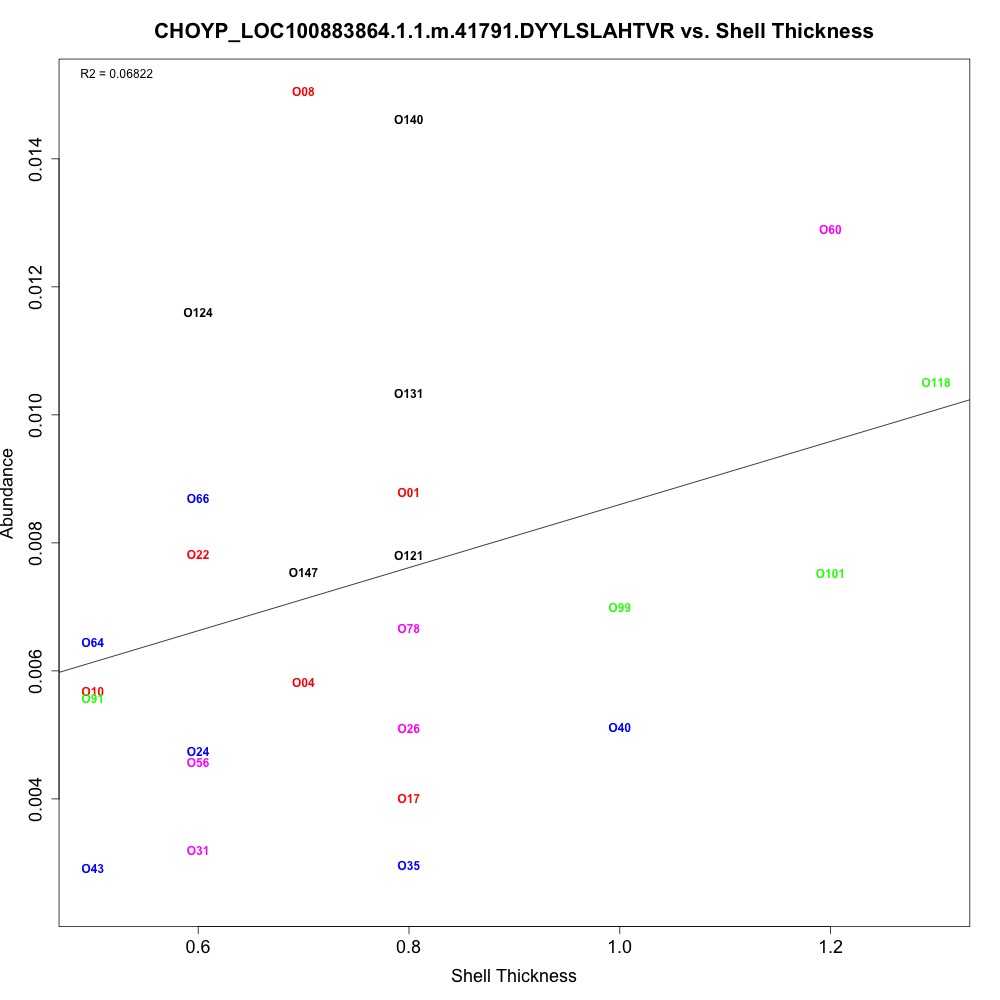 CHOYP_LOC100883864.1.1.m.41791.DYYLSLAHTVR vs. Shell Thickness
R2 = 0.06822
O08
O140
0.014
O60
0.012
O124
O118
O131
0.010
Abundance
O01
O66
O121
O22
0.008
O147
O101
O99
O78
O64
0.006
O04
O10
O91
O26
O40
O24
O56
0.004
O17
O31
O35
O43
0.6 0.8 1.0 1.2
Shell Thickness